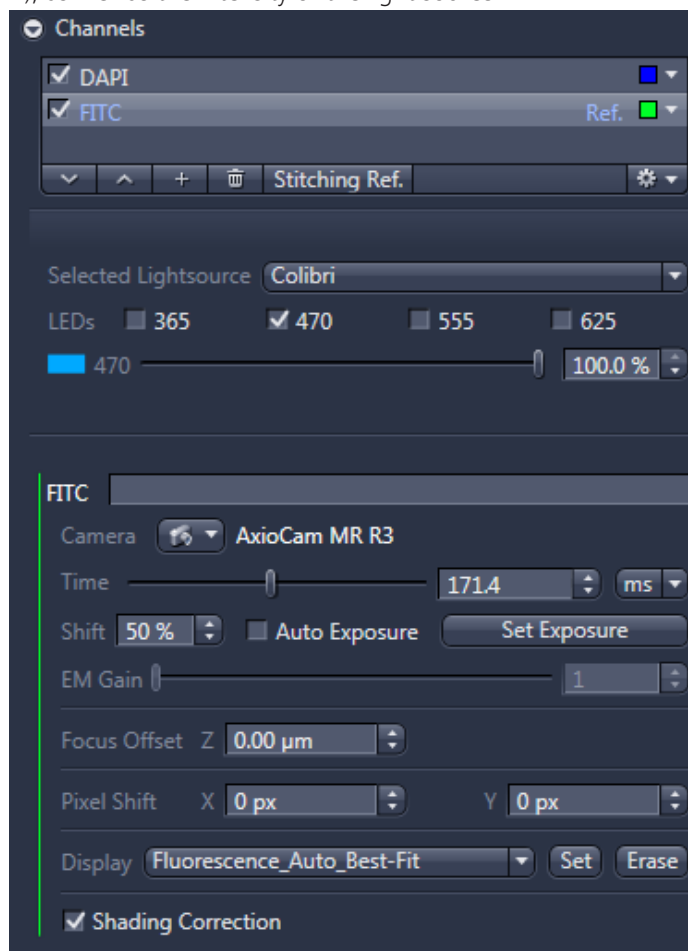 Channels
DAPI
FITC Ref.
Stitching Ref.
Selected Lightsource Colibri
LEDs 365 470 555 625
470 100.0 %
FITC
Camera AxioCam MR R3
Time 171.4 ms
Shift 50 % Auto Exposure Set Exposure
EM Gain 1
Focus Offset Z 0.00 µm
Pixel Shift X 0 px Y 0 px
Display Fluorescence_Auto_Best-Fit Set Erase
Shading Correction